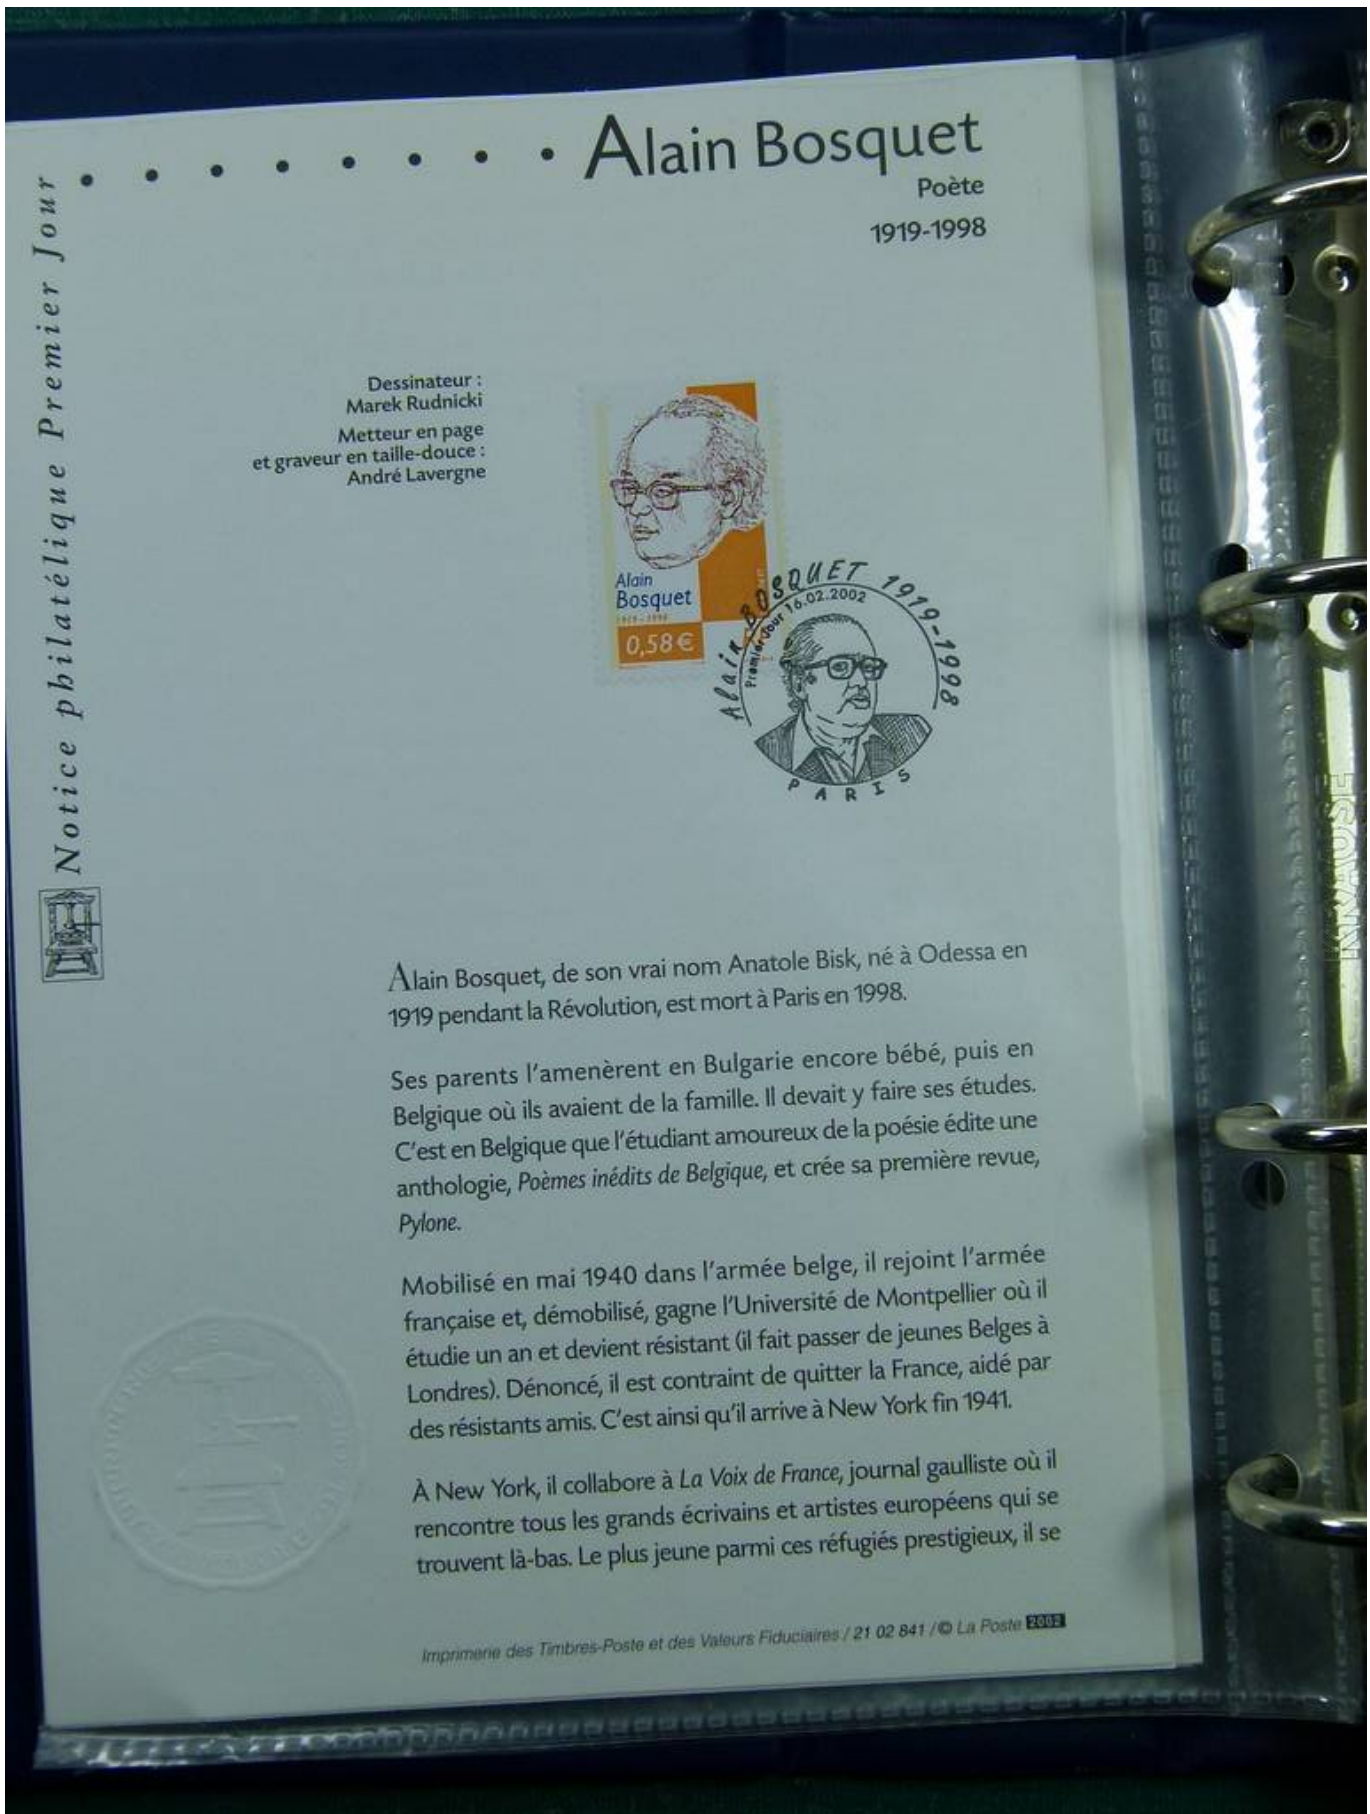 Alain Bosquet
Poète
1919-1998
Notice philatélique Premier Jour
Dessinateur :
Marek Rudnicki
Metteur en page
et graveur en taille-douce :
André Lavergne
Alain
Bosquet
1919-1998
0,58 €
Alain BOSQUET 1919-1998
Premier Jour 16.02.2002
PARIS
Alain Bosquet, de son vrai nom Anatole Bisk, né à Odessa en
1919 pendant la Révolution, est mort à Paris en 1998.
Ses parents l'amenèrent en Bulgarie encore bébé, puis en
Belgique où ils avaient de la famille. Il devait y faire ses études.
C'est en Belgique que l'étudiant amoureux de la poésie édite une
anthologie, Poèmes inédits de Belgique, et crée sa première revue,
Pylone.
Mobilisé en mai 1940 dans l'armée belge, il rejoint l'armée
française et, démobilisé, gagne l'Université de Montpellier où il
étudie un an et devient résistant (il fait passer de jeunes Belges à
Londres). Dénoncé, il est contraint de quitter la France, aidé par
des résistants amis. C'est ainsi qu'il arrive à New York fin 1941.
À New York, il collabore à La Voix de France, journal gaulliste où il
rencontre tous les grands écrivains et artistes européens qui se
trouvent là-bas. Le plus jeune parmi ces réfugiés prestigieux, il se
Imprimerie des Timbres-Poste et des Valeurs Fiduciaires / 21 02 841 / © La Poste 2002
KRAUSE